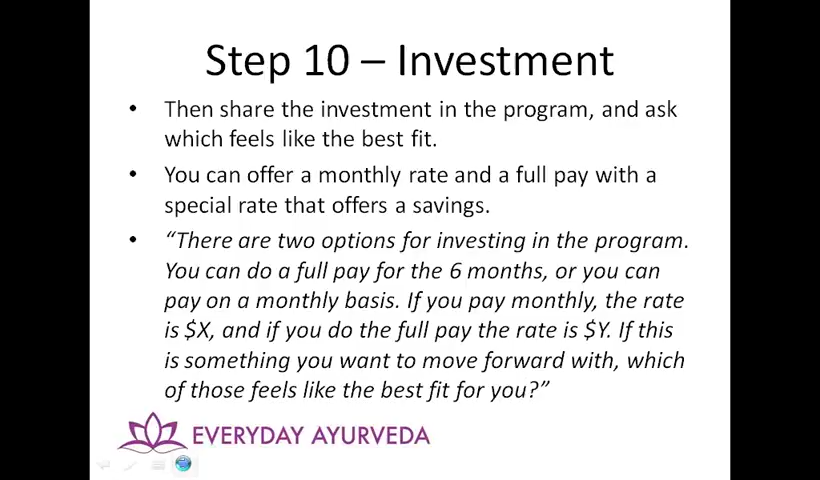 Step 10 – Investment
• Then share the investment in the program, and ask
which feels like the best fit.
• You can offer a monthly rate and a full pay with a
special rate that offers a savings.
• “There are two options for investing in the program.
You can do a full pay for the 6 months, or you can
pay on a monthly basis. If you pay monthly, the rate
is $X, and if you do the full pay the rate is $Y. If this
is something you want to move forward with, which
of those feels like the best fit for you?”
EVERYDAY AYURVEDA